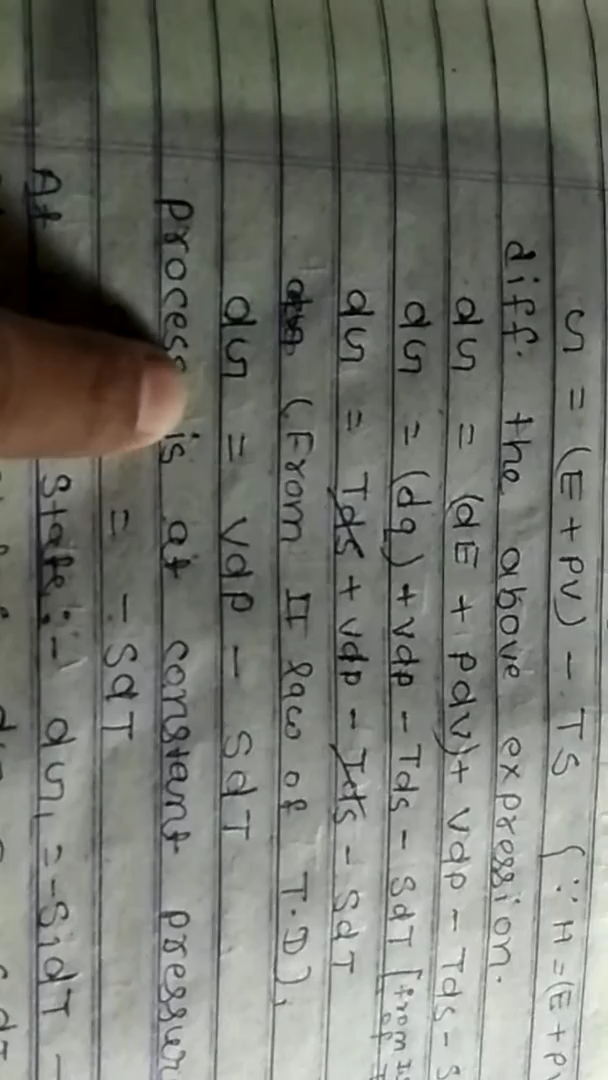 G = (E + PV) - TS {∵ H = (E + PV
diff. the above expression.
dG = (dE + Pdv) + vdp - Tds - S
dG = (dq) + vdp - Tds - SdT [from I
dG = Tds + vdp - Tds - SdT
(From II law of T.D),
dG = vdp - SdT
process is at constant pressur
= - SdT
At State:- dG₁ = -S₁dT -